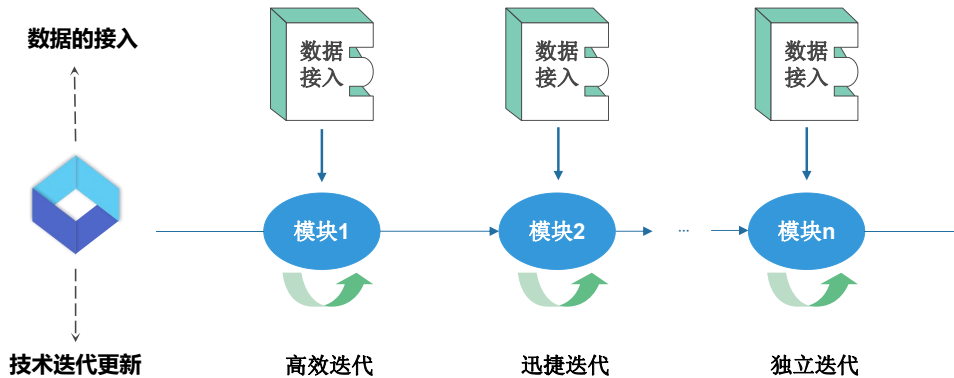 数据的接入
数据
接入
数据
接入
数据
接入
模块1
模块2
...
模块n
技术迭代更新
高效迭代
迅捷迭代
独立迭代